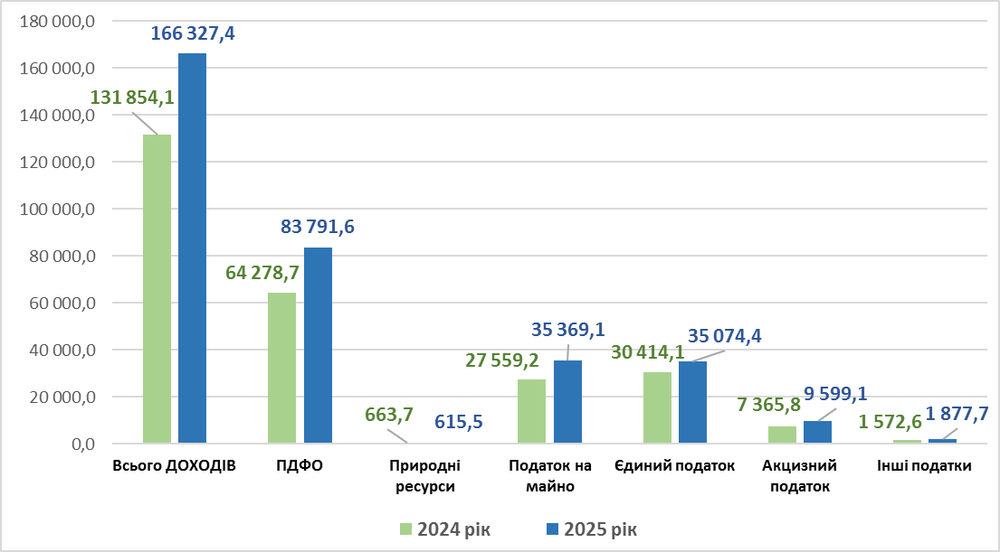 180 000,0
160 000,0
140 000,0
120 000,0
100 000,0
80 000,0
60 000,0
40 000,0
20 000,0
0,0
131 854,1
166 327,4
64 278,7
83 791,6
663,7
615,5
27 559,2
35 369,1
30 414,1
35 074,4
7 365,8
9 599,1
1 572,6
1 877,7
Всього ДОХОДІВ
ПДФО
Природні
ресурси
Податок на
майно
Єдиний податок
Акцизний
податок
Інші податки
2024 рік
2025 рік